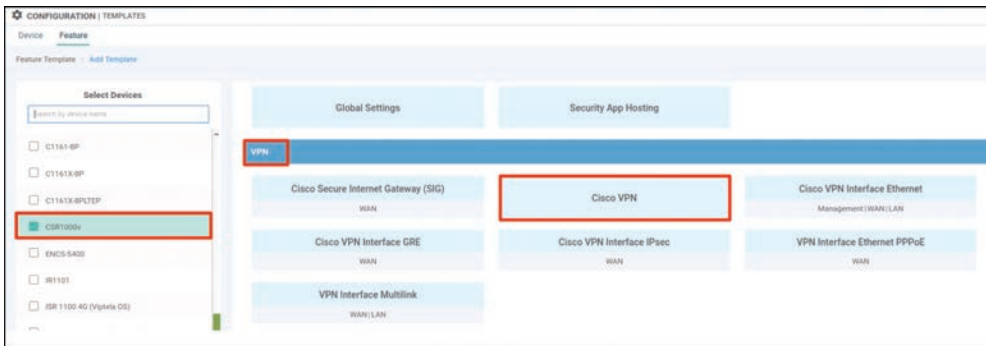 CONFIGURATION | TEMPLATES
Device Feature
Feature Template > Add Template
Select Devices
Search by device name
C1161-8P
C1161X-8P
C1161X-8PLTEP
CSR1000v
ENCS-5400
IR1101
ISR 1100 4G (Viptela OS)
Global Settings
Security App Hosting
VPN
Cisco Secure Internet Gateway (SIG)
WAN
Cisco VPN
Cisco VPN Interface Ethernet
Management | WAN | LAN
Cisco VPN Interface GRE
WAN
Cisco VPN Interface IPsec
WAN
VPN Interface Ethernet PPPoE
WAN
VPN Interface Multilink
WAN | LAN